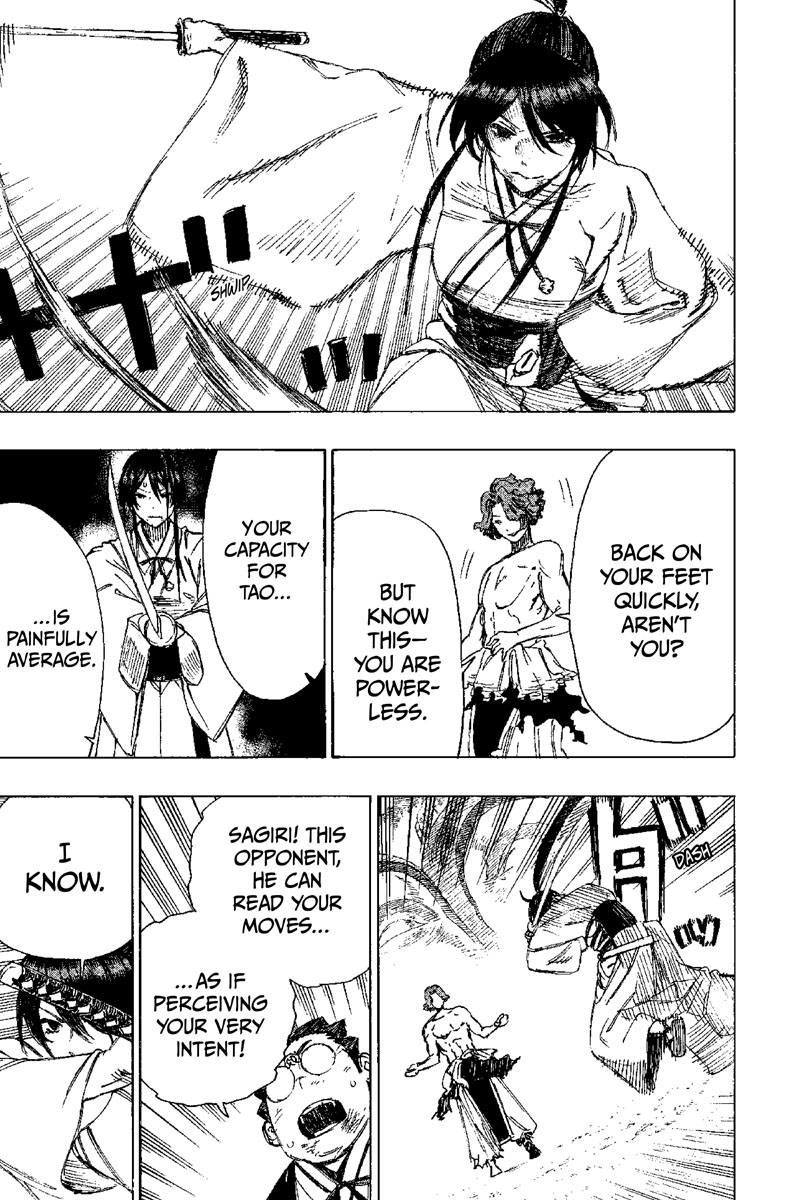 SHWIP
BACK ON
YOUR FEET
QUICKLY,
AREN'T
YOU?
BUT
KNOW
THIS—
YOU ARE
POWER-
LESS.
YOUR
CAPACITY
FOR
TAO...
...IS
PAINFULLY
AVERAGE.
DASH
SAGIRI! THIS
OPPONENT,
HE CAN
READ YOUR
MOVES...
...AS IF
PERCEIVING
YOUR VERY
INTENT!
I
KNOW.